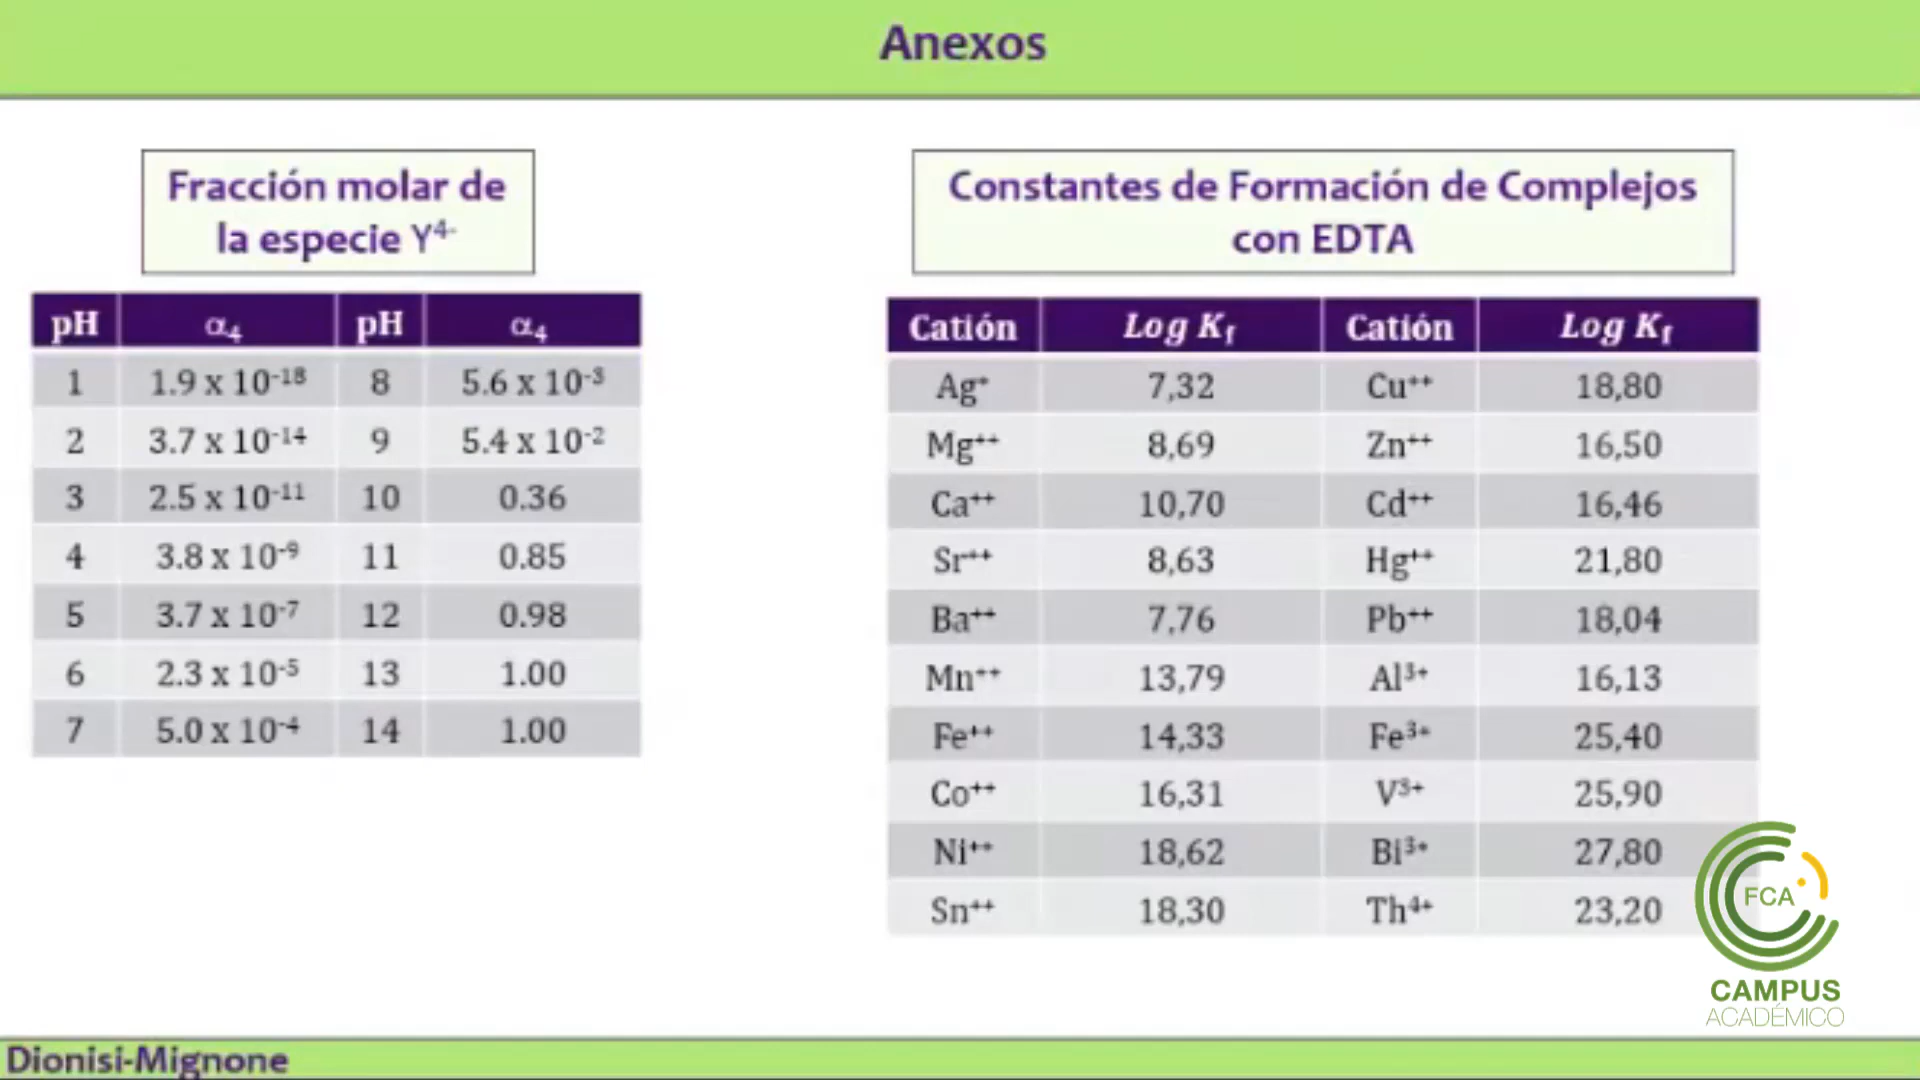 Anexos
Fracción molar de
la especie Y⁴⁻
pH α₄ pH α₄
1 1.9 x 10⁻¹⁸ 8 5.6 x 10⁻³
2 3.7 x 10⁻¹⁴ 9 5.4 x 10⁻²
3 2.5 x 10⁻¹¹ 10 0.36
4 3.8 x 10⁻⁹ 11 0.85
5 3.7 x 10⁻⁷ 12 0.98
6 2.3 x 10⁻⁵ 13 1.00
7 5.0 x 10⁻⁴ 14 1.00
Constantes de Formación de Complejos
con EDTA
Catión Log K_f Catión Log K_f
Ag⁺ 7,32 Cu⁺⁺ 18,80
Mg⁺⁺ 8,69 Zn⁺⁺ 16,50
Ca⁺⁺ 10,70 Cd⁺⁺ 16,46
Sr⁺⁺ 8,63 Hg⁺⁺ 21,80
Ba⁺⁺ 7,76 Pb⁺⁺ 18,04
Mn⁺⁺ 13,79 Al³⁺ 16,13
Fe⁺⁺ 14,33 Fe³⁺ 25,40
Co⁺⁺ 16,31 V³⁺ 25,90
Ni⁺⁺ 18,62 Bi³⁺ 27,80
Sn⁺⁺ 18,30 Th⁴⁺ 23,20
FCA
CAMPUS
ACADÉMICO
Dionisi-Mignone